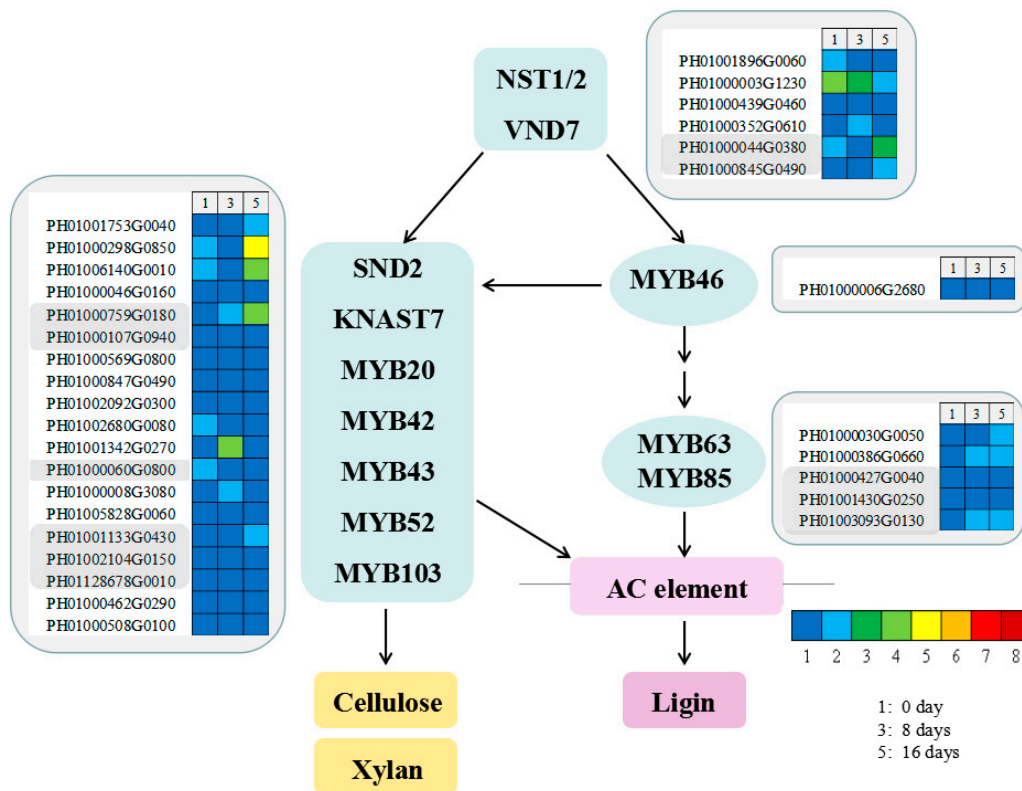 NST1/2
VND7
1 3 5
PH01001896G0060
PH01000003G1230
PH01000439G0460
PH01000352G0610
PH01000044G0380
PH01000845G0490
1 3 5
PH01001753G0040
PH01000298G0850
PH01006140G0010
PH01000046G0160
PH01000759G0180
PH01000107G0940
PH01000569G0800
PH01000847G0490
PH01002092G0300
PH01002680G0080
PH01001342G0270
PH01000060G0800
PH01000008G3080
PH01005828G0060
PH01001133G0430
PH01002104G0150
PH01128678G0010
PH01000462G0290
PH01000508G0100
SND2
KNAST7
MYB20
MYB42
MYB43
MYB52
MYB103
MYB46
1 3 5
PH01000006G2680
MYB63
MYB85
1 3 5
PH01000030G0050
PH01000386G0660
PH01000427G0040
PH01001430G0250
PH01003093G0130
AC element
Cellulose
Xylan
Ligin
1 2 3 4 5 6 7 8
1: 0 day
3: 8 days
5: 16 days